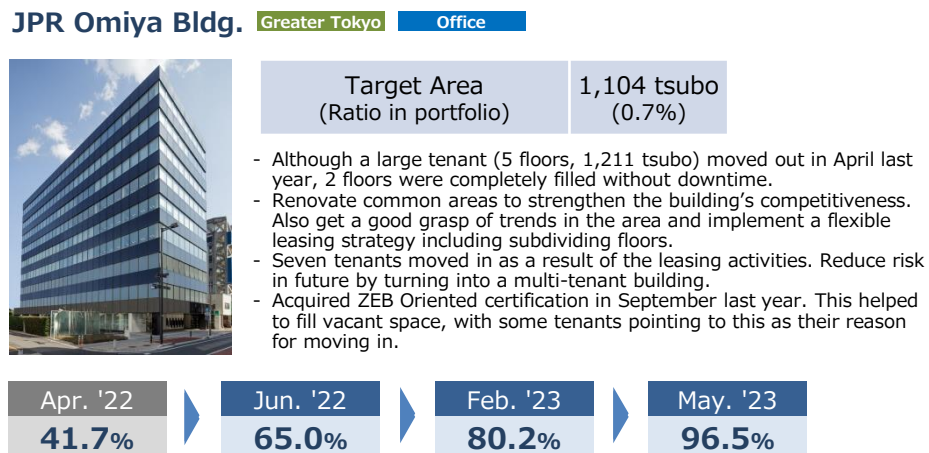 JPR Omiya Bldg. Greater Tokyo Office
Target Area 1,104 tsubo
(Ratio in portfolio) (0.7%)
- Although a large tenant (5 floors, 1,211 tsubo) moved out in April last
year, 2 floors were completely filled without downtime.
- Renovate common areas to strengthen the building's competitiveness.
Also get a good grasp of trends in the area and implement a flexible
leasing strategy including subdividing floors.
- Seven tenants moved in as a result of the leasing activities. Reduce risk
in future by turning into a multi-tenant building.
- Acquired ZEB Oriented certification in September last year. This helped
to fill vacant space, with some tenants pointing to this as their reason
for moving in.
Apr. '22 Jun. '22 Feb. '23 May. '23
41.7% 65.0% 80.2% 96.5%